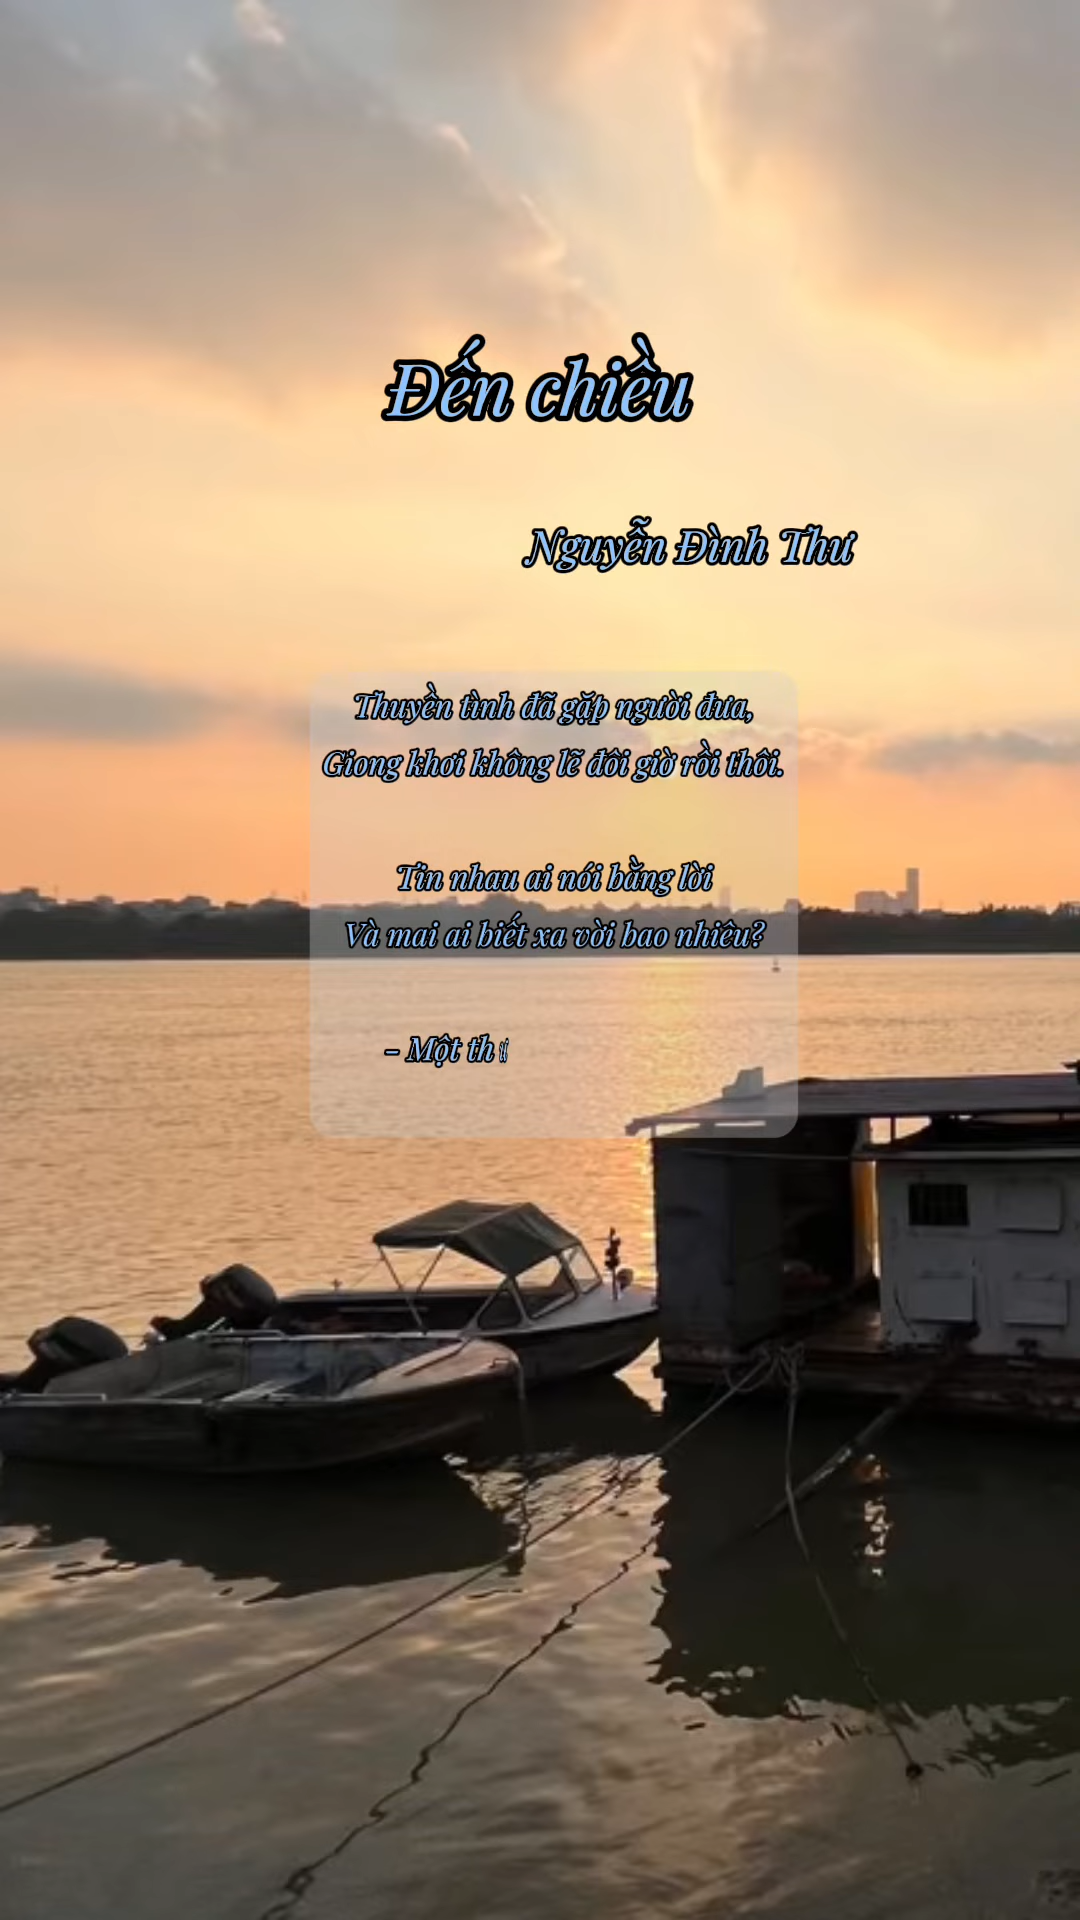 Đến chiều
Nguyễn Đình Thư
Thuyền tình đã gặp người đưa,
Giong khơi không lẽ đôi giờ rồi thôi.
Tin nhau ai nói bằng lời
Và mai ai biết xa vời bao nhiêu?
- Một th